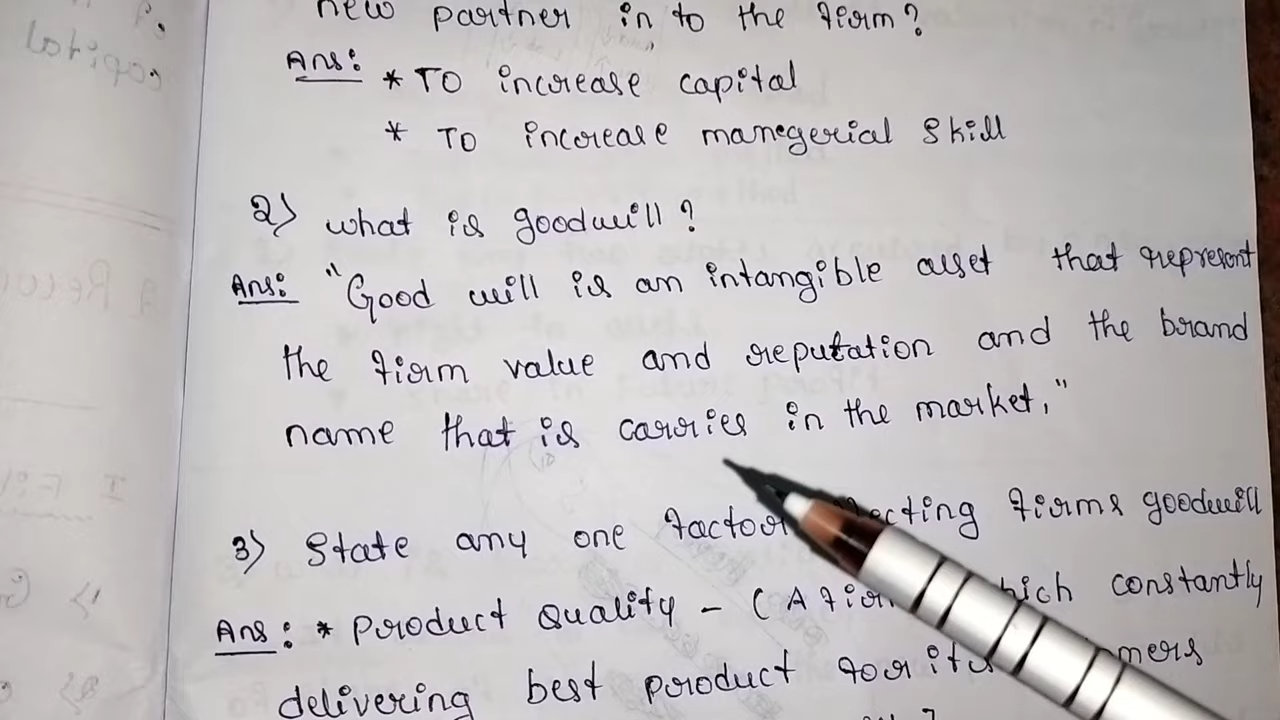 new partner in to the firm?
Ans: * To increase capital
* To increase manegerial skill
2) what is goodwill?
Ans: "Good will is an intangible asset that represent
the firm value and reputation and the brand
name that is carries in the market."
3) State any one factor firms goodwill
Ans: * Product Quality - (A constantly
delivering best product for its